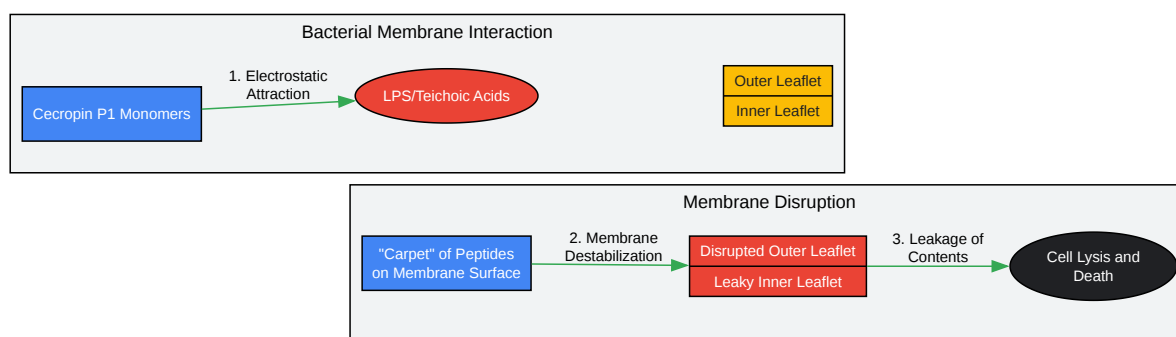 Bacterial Membrane Interaction
1. Electrostatic
Attraction
Cecropin P1 Monomers
LPS/Teichoic Acids
Outer Leaflet
Inner Leaflet
Membrane Disruption
"Carpet" of Peptides
on Membrane Surface
2. Membrane
Destabilization
Disrupted Outer Leaflet
Leaky Inner Leaflet
3. Leakage of
Contents
Cell Lysis and
Death